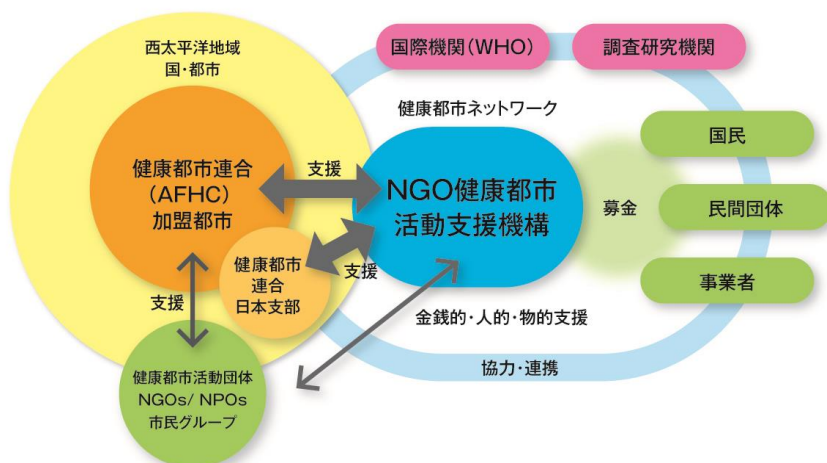 西太平洋地域
国・都市
国際機関(WHO)
調査研究機関
健康都市ネットワーク
健康都市連合
(AFHC)
加盟都市
支援
NGO健康都市
活動支援機構
募金
国民
民間団体
事業者
健康都市
連合
日本支部
支援
支援
金銭的・人的・物的支援
協力・連携
健康都市活動団体
NGOs/ NPOs
市民グループ